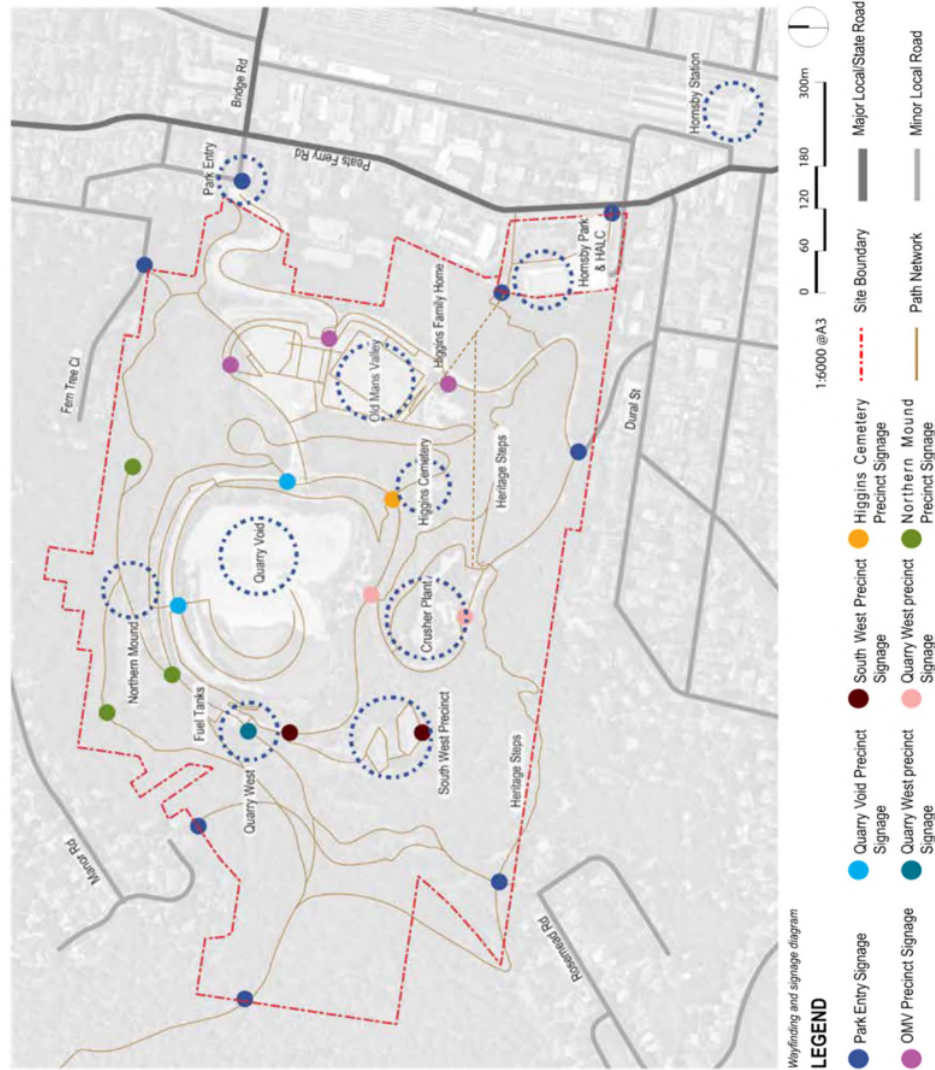 Bridge Rd
Park Entry
Peats Ferry Rd
Hornsby Station
Fern Tree Cl
Hornsby Park
& HALC
Higgins Family Home
Old Mans Valley
Dural St
Heritage Steps
Higgins Cemetery
Quarry Void
Crusher Plant
Northern Mound
Fuel Tanks
Quarry West
South West Precinct
Heritage Steps
Manor Rd
Rosemead Rd
Wayfinding and signage diagram
LEGEND
Park Entry Signage
OMV Precinct Signage
Quarry Void Precinct
Signage
Quarry West precinct
Signage
South West Precinct
Signage
Quarry West precinct
Signage
Higgins Cemetery
Precinct Signage
Northern Mound
Precinct Signage
1:6000 @A3
0 60 120 180 300m
Site Boundary
Path Network
Major Local/State Road
Minor Local Road